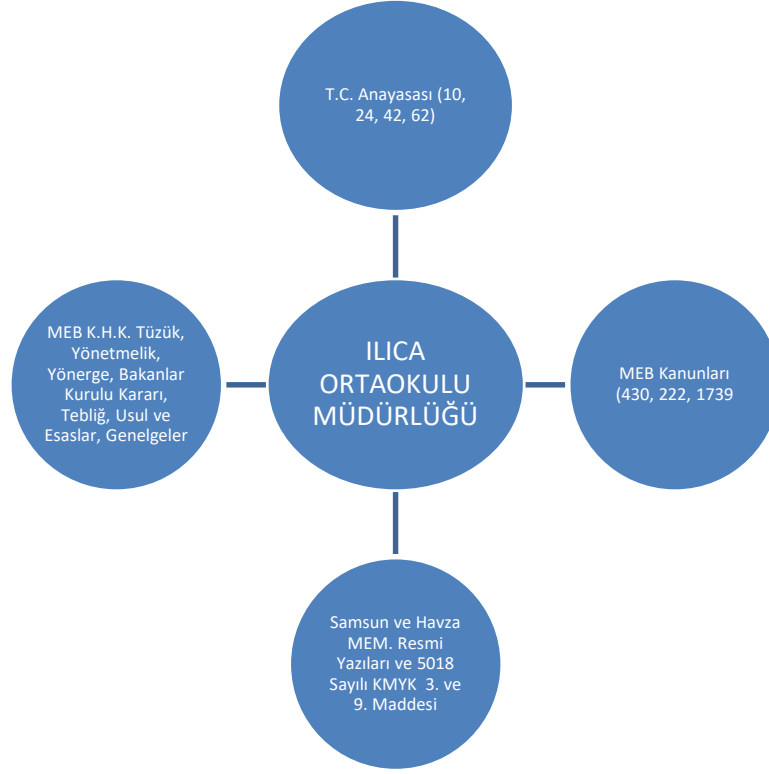 T.C. Anayasası (10,
24, 42, 62)
MEB K.H.K. Tüzük,
Yönetmelik,
Yönerge, Bakanlar
Kurulu Kararı,
Tebliğ, Usul ve
Esaslar, Genelgeler
ILICA
ORTAOKULU
MÜDÜRLÜĞÜ
MEB Kanunları
(430, 222, 1739
Samsun ve Havza
MEM. Resmi
Yazıları ve 5018
Sayılı KMYK 3. ve
9. Maddesi